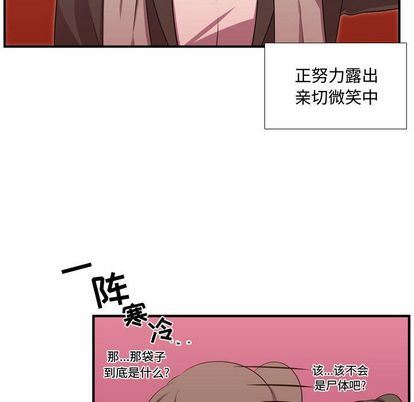 正努力露出
亲切微笑中
一阵寒冷…
那…那袋子
到底是什么?
该…该不会
是尸体吧?